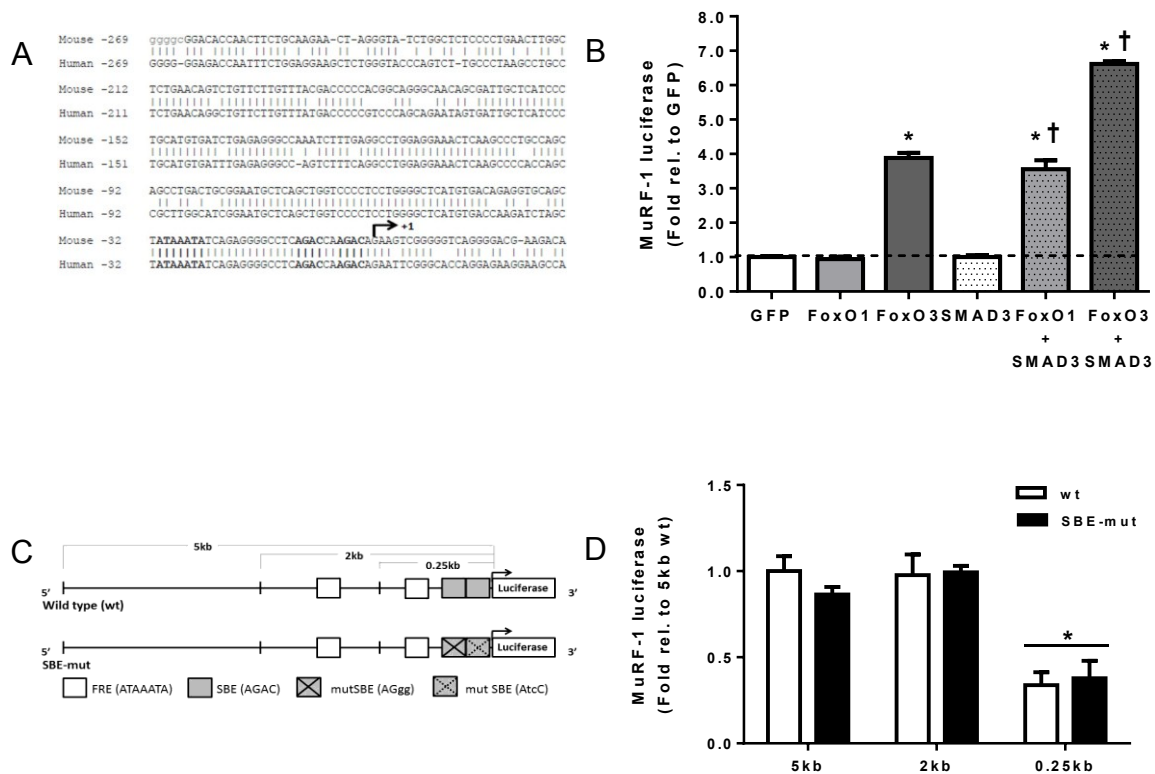 A
Mouse -269 ggggcGGACACCAACTTCTGCAAGAA-CT-AGGGTA-TCTGGCTCTCCCCTGAACTTGGC
Human -269 GGGG-GGAGACCAATTTCTGGAGGAAGCTCTGGGTACCCAGTCT-TGCCCTAAGCCTGCC
Mouse -212 TCTGAACAGTCTGTTCTTGTTTACGACCCCCACGGCAGGGCAACAGCGATTGCTCATCCC
Human -211 TCTGAACAGGCTGTTCTTGTTTATGACCCCCGTCCCAGCAGAATAGTGATTGCTCATCCC
Mouse -152 TGCATGTGATCTGAGAGGGCCAAATCTTTGAGGCCTGGAGGAAACTCAAGCCCTGCCAGC
Human -151 TGCATGTGATTTGAGAGGGCC-AGTCTTTCAGGCCTGGAGGAAACTCAAGCCCCACCAGC
Mouse -92 AGCCTGACTGCGGAATGCTCAGCTGGTCCCCTCCTGGGGCTCATGTGACAGAGGTGCAGC
Human -92 CGCTTGGCATCGGAATGCTCAGCTGGTCCCCTCCTGGGGCTCATGTGACCAAGATCTAGC
+1
Mouse -32 TATAAATATCAGAGGGGCCTCAGACCAAGACAGAAGTCGGGGGTCAGGGGACG-AAGACA
Human -32 TATAAATATCAGAGGGGCCTCAGACCAAGACAGAATTCGGGCACCAGGAGAAGGAAGCCA
B
MuRF-1 luciferase
(Fold rel. to GFP)
8.0
7.0
6.0
5.0
4.0
3.0
2.0
1.0
0.0
*
* †
* †
GFP FoxO1 FoxO3 SMAD3 FoxO1 + SMAD3 FoxO3 + SMAD3
C
5kb
2kb
0.25kb
5' Luciferase 3'
Wild type (wt)
5' Luciferase 3'
SBE-mut
FRE (ATAAATA) SBE (AGAC) mutSBE (AGgg) mut SBE (AtcC)
D
MuRF-1 luciferase
(Fold rel. to 5kb wt)
1.5
1.0
0.5
0.0
wt
SBE-mut
*
5kb 2kb 0.25kb